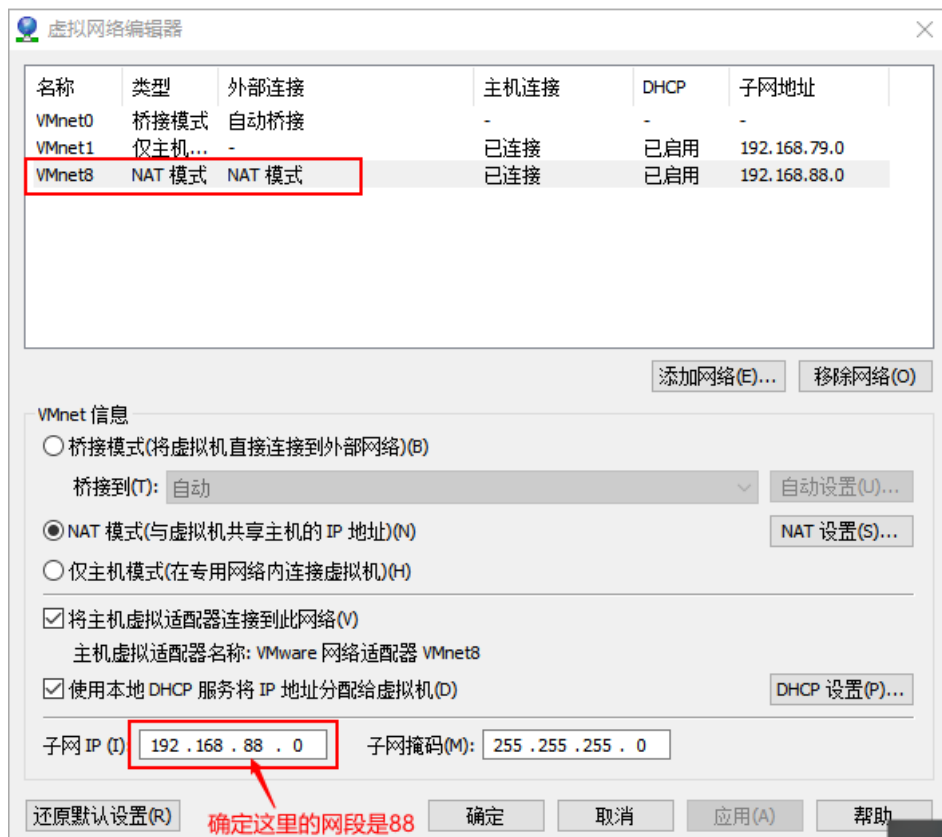 虚拟网络编辑器
名称 类型 外部连接 主机连接 DHCP 子网地址
VMnet0 桥接模式 自动桥接 - - -
VMnet1 仅主机... - 已连接 已启用 192.168.79.0
VMnet8 NAT 模式 NAT 模式 已连接 已启用 192.168.88.0
添加网络(E)... 移除网络(O)
VMnet 信息
桥接模式(将虚拟机直接连接到外部网络)(B)
桥接到(T): 自动 自动设置(U)...
NAT 模式(与虚拟机共享主机的 IP 地址)(N) NAT 设置(S)...
仅主机模式(在专用网络内连接虚拟机)(H)
将主机虚拟适配器连接到此网络(V)
主机虚拟适配器名称: VMware 网络适配器 VMnet8
使用本地 DHCP 服务将 IP 地址分配给虚拟机(D) DHCP 设置(P)...
子网 IP (I): 192 .168 . 88 . 0 子网掩码(M): 255 .255 .255 . 0
还原默认设置(R) 确定这里的网段是88 确定 取消 应用(A) 帮助